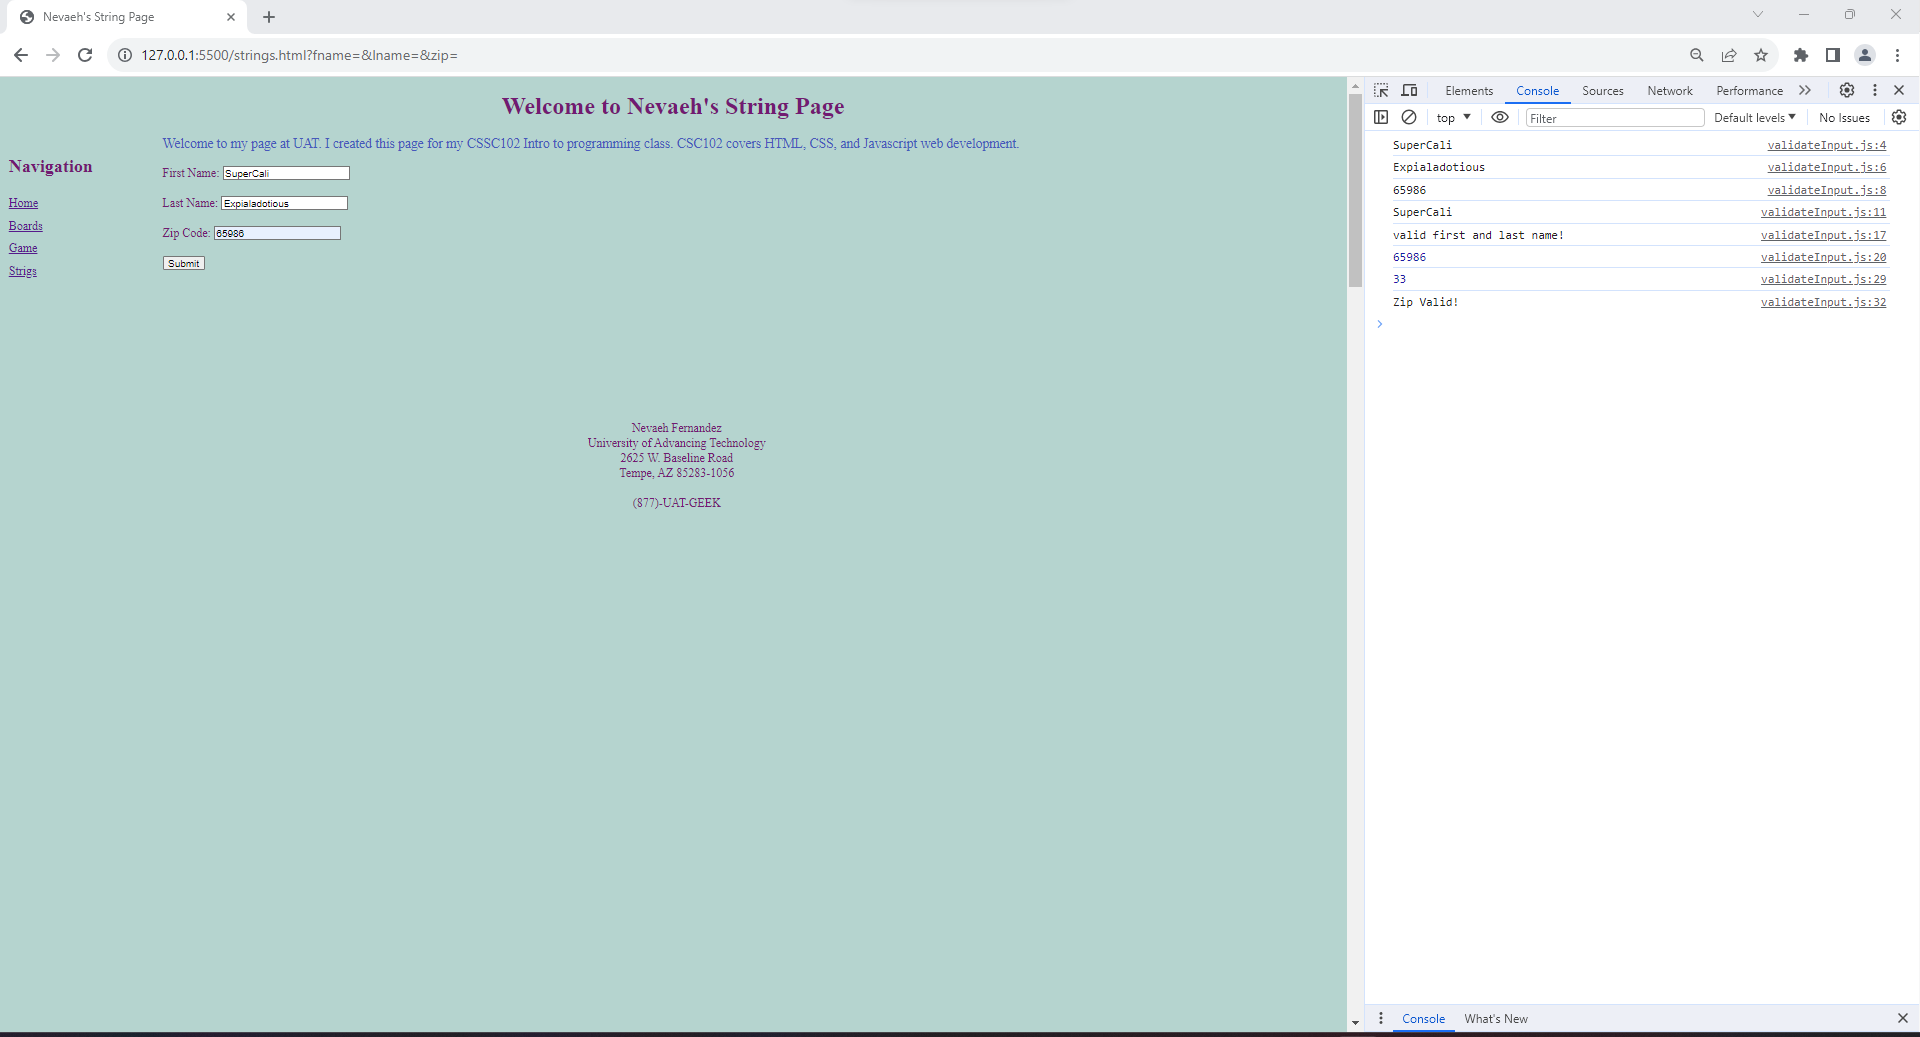 Nevaeh's String Page
127.0.0.1:5500/strings.html?fname=&lname=&zip=
Welcome to Nevaeh's String Page
Welcome to my page at UAT. I created this page for my CSSC102 Intro to programming class. CSC102 covers HTML, CSS, and Javascript web development.
Navigation
Home
Boards
Game
Strigs
First Name: SuperCali
Last Name: Expialadotious
Zip Code: 65986
Submit
Nevaeh Fernandez
University of Advancing Technology
2625 W. Baseline Road
Tempe, AZ 85283-1056
(877)-UAT-GEEK
Elements Console Sources Network Performance
top Filter Default levels No Issues
SuperCali validateInput.js:4
Expialadotious validateInput.js:6
65986 validateInput.js:8
SuperCali validateInput.js:11
valid first and last name! validateInput.js:17
65986 validateInput.js:20
33 validateInput.js:29
Zip Valid! validateInput.js:32
Console What's New